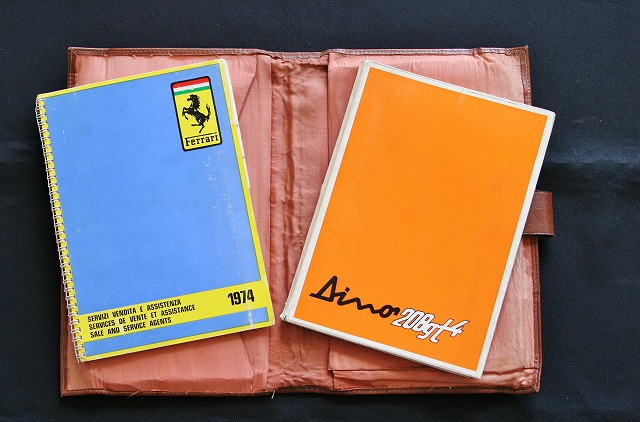 Ferrari
1974
SERVIZI VENDITA E ASSISTENZA
SERVICES DE VENTE ET ASSISTANCE
SALE AND SERVICE AGENTS
Dino
208gt4